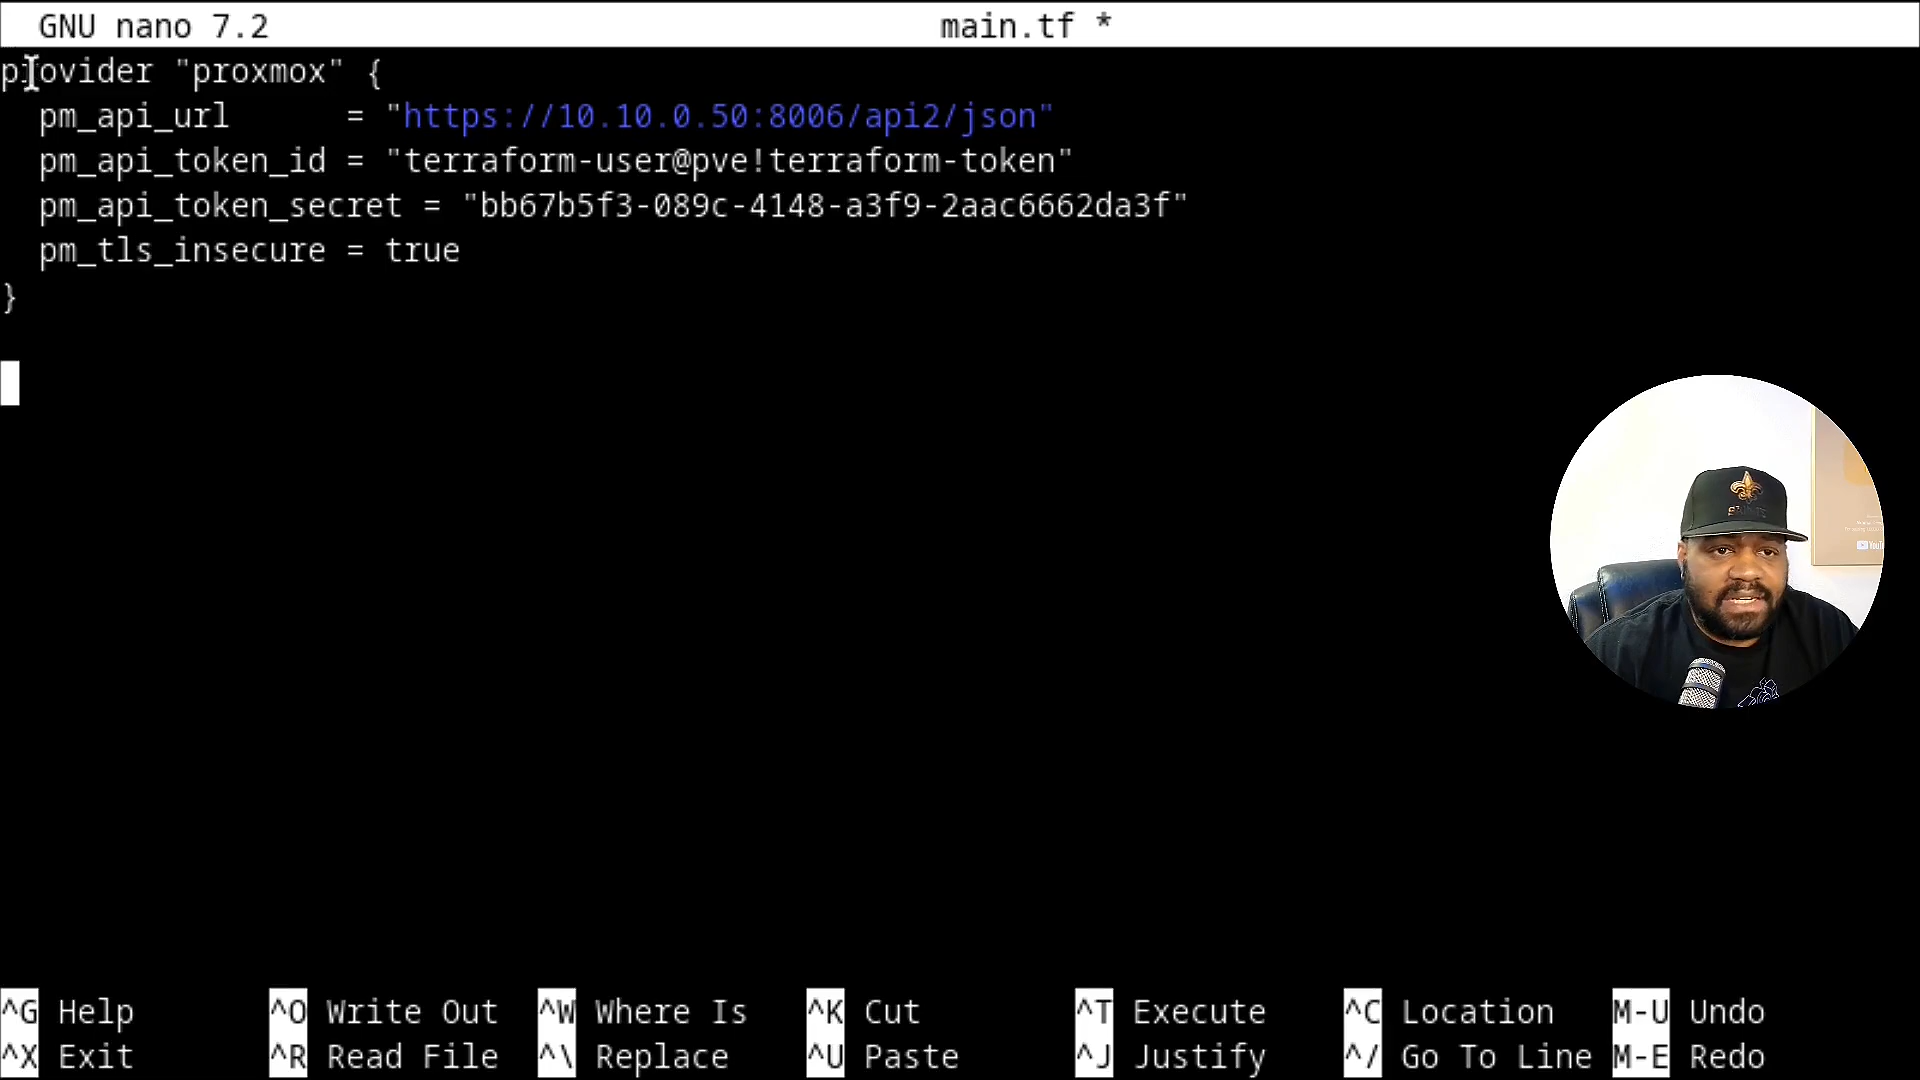 GNU nano 7.2 main.tf *
provider "proxmox" {
pm_api_url = "https://10.10.0.50:8006/api2/json"
pm_api_token_id = "terraform-user@pve!terraform-token"
pm_api_token_secret = "bb67b5f3-089c-4148-a3f9-2aac6662da3f"
pm_tls_insecure = true
}
SAINTS
YouTu
^G Help ^O Write Out ^W Where Is ^K Cut ^T Execute ^C Location M-U Undo
^X Exit ^R Read File ^\ Replace ^U Paste ^J Justify ^/ Go To Line M-E Redo